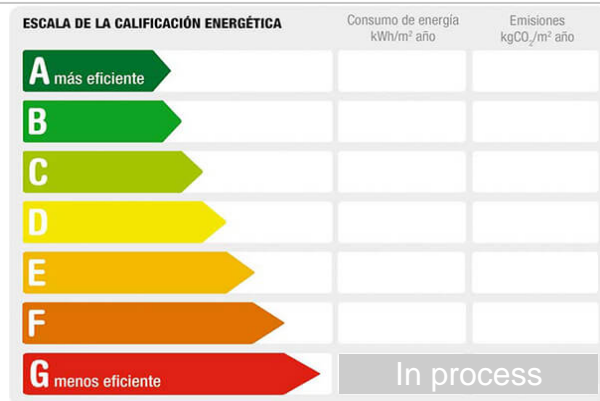 ESCALA DE LA CALIFICACIÓN ENERGÉTICA
Consumo de energía
kWh/m² año
Emisiones
kgCO₂/m² año
A más eficiente
B
C
D
E
F
G menos eficiente
In process